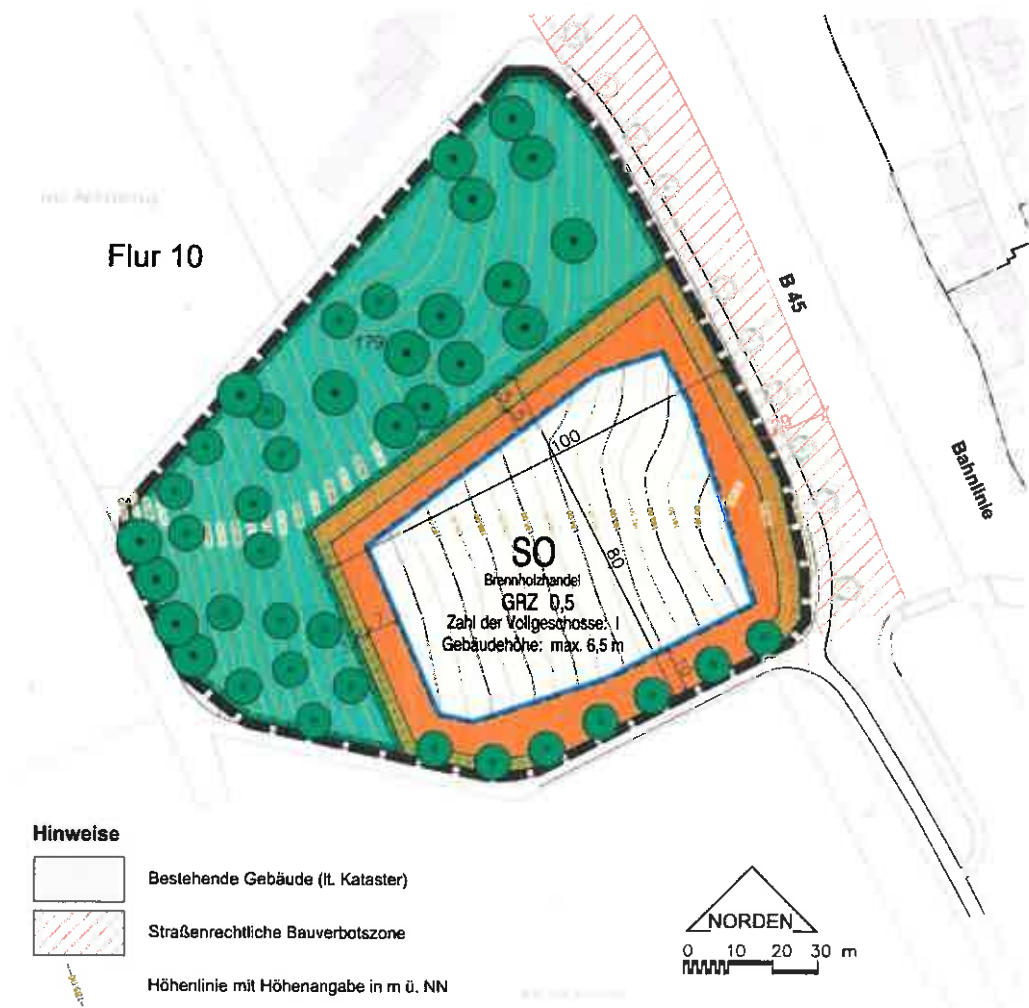 Flur 10
B 45
179
Bahnlinie
100
80
SO
Brennholzhandel
GRZ 0,5
Zahl der Vollgeschosse: I
Gebäudehöhe: max. 6,5 m
Hinweise
Bestehende Gebäude (lt. Kataster)
Straßenrechtliche Bauverbotszone
Höhenlinie mit Höhenangabe in m ü. NN
NORDEN
0 10 20 30 m